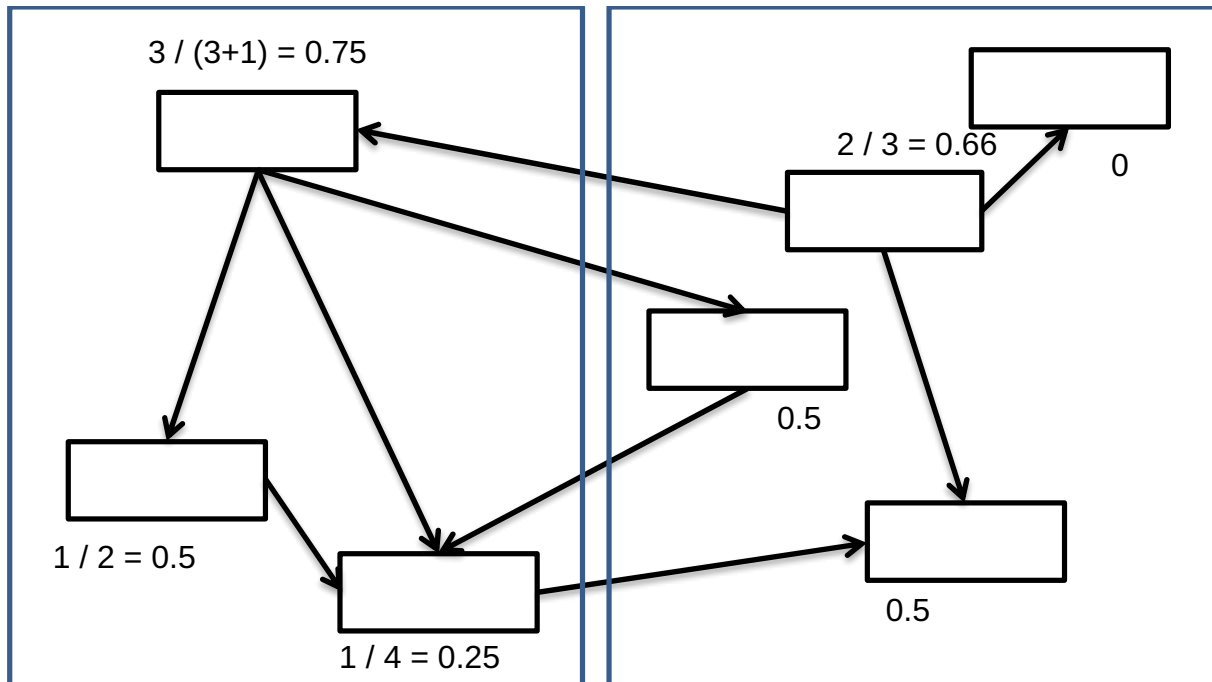 3 / (3+1) = 0.75
2 / 3 = 0.66
0
0.5
1 / 2 = 0.5
0.5
1 / 4 = 0.25